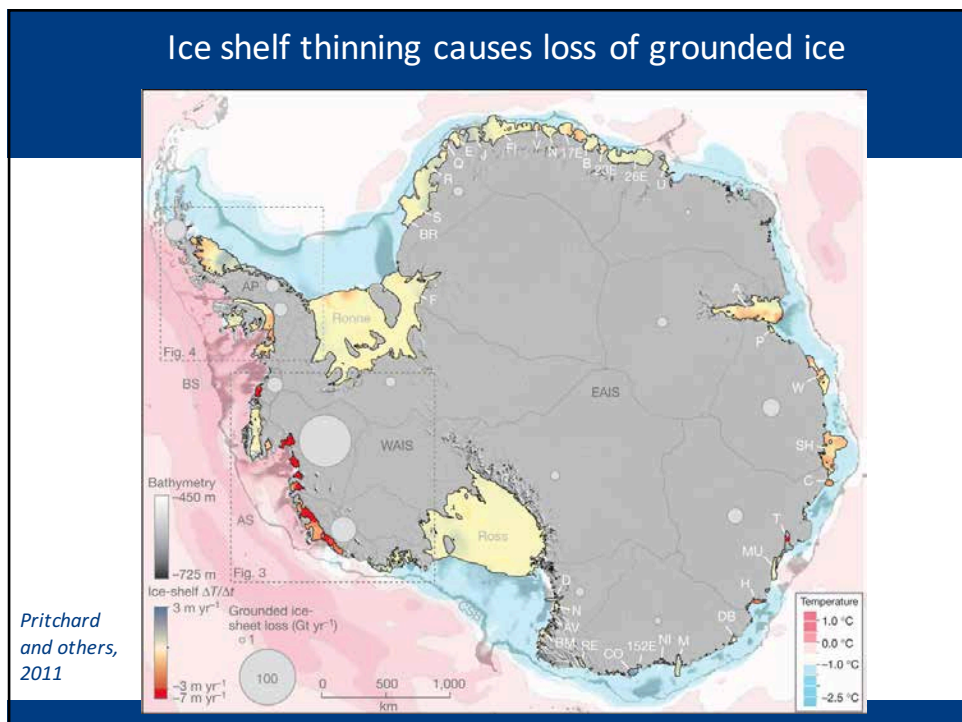 Ice shelf thinning causes loss of grounded ice
E
J
FI
V
N
17E
B
23E
26E
U
Q
R
S
BR
AP
F
Ronne
A
P
Fig. 4
BS
W
EAIS
WAIS
SH
C
Bathymetry
–450 m
–725 m
AS
Ross
T
MU
Fig. 3
H
Ice-shelf ΔT/Δt
3 m yr⁻¹
–3 m yr⁻¹
–7 m yr⁻¹
Grounded ice-
sheet loss (Gt yr⁻¹)
1
100
0 500 1,000
km
D
N
AV
BM
RE
CO
152E
NI
M
DB
Temperature
1.0 °C
0.0 °C
–1.0 °C
–2.5 °C
Pritchard
and others,
2011